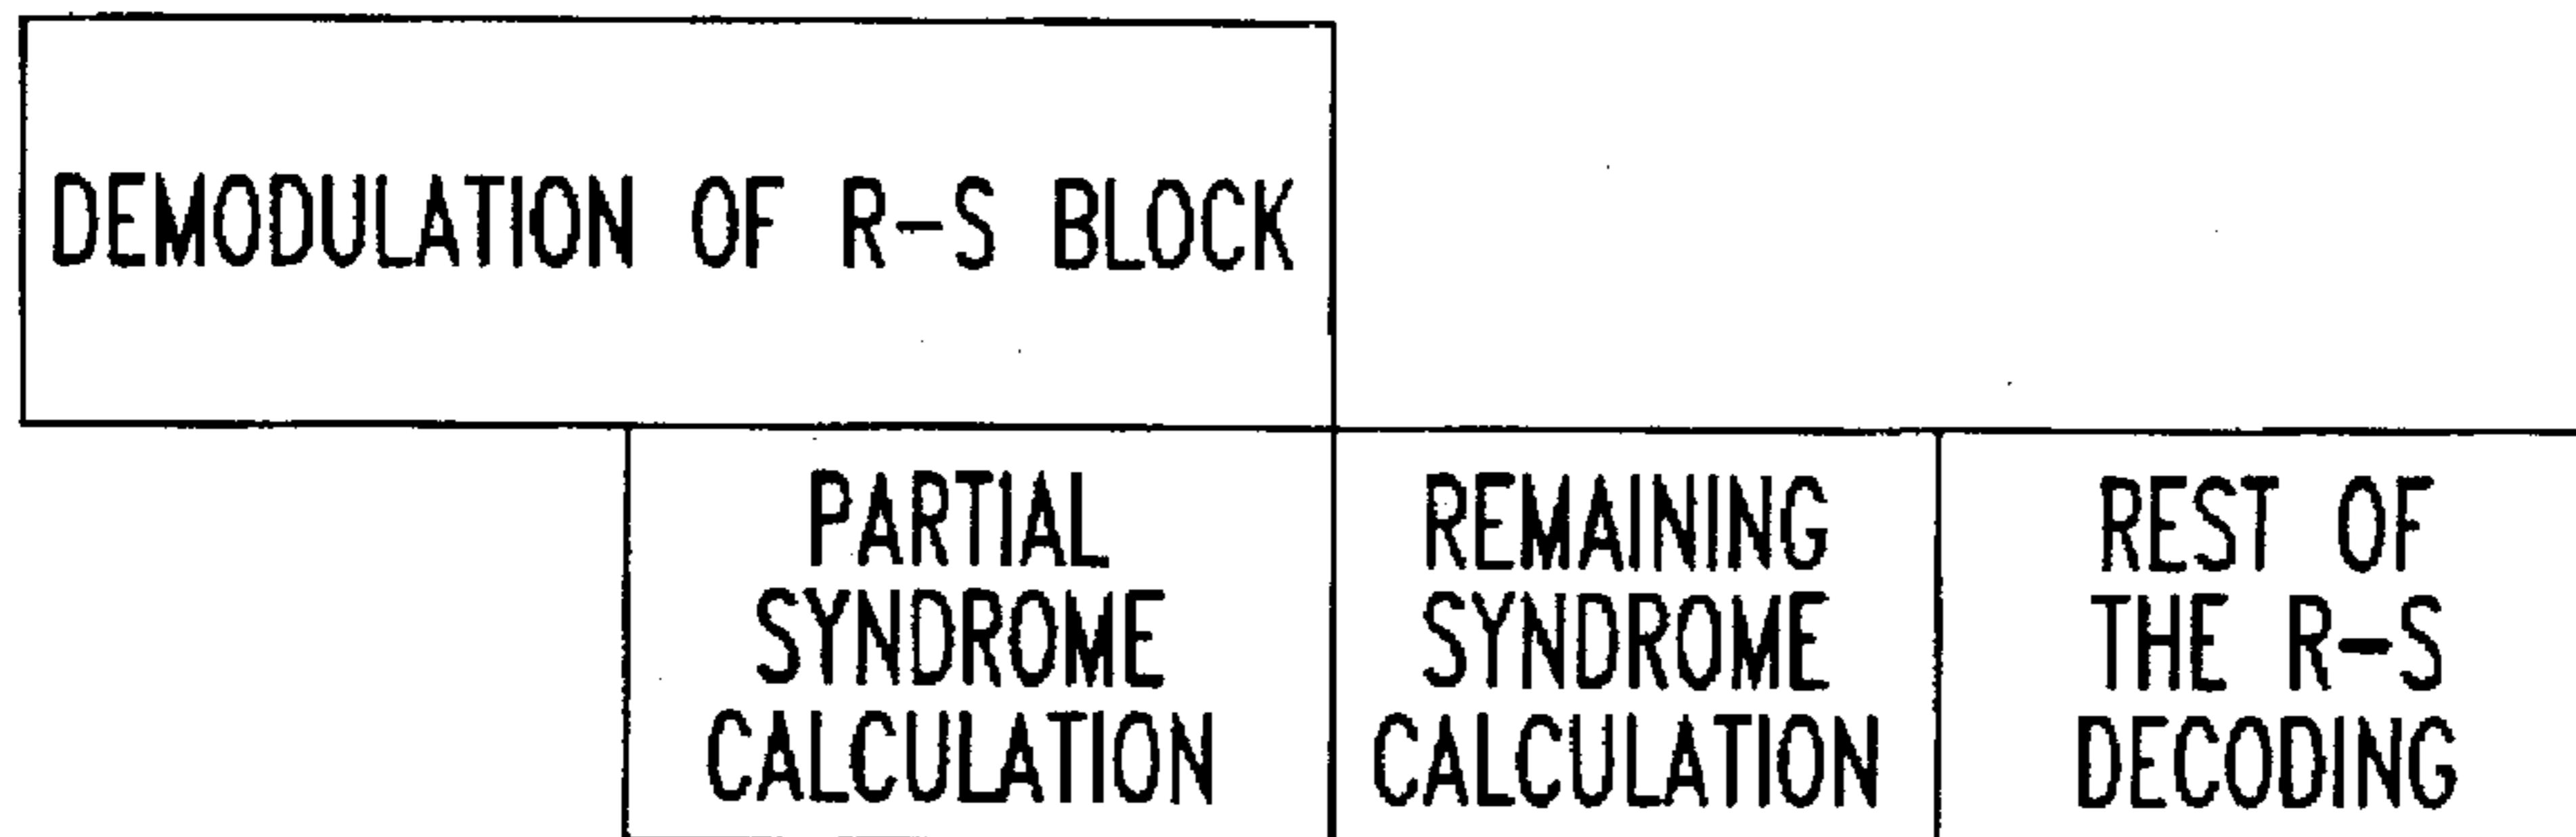 DEMODULATION OF R-S BLOCK
PARTIAL
SYNDROME
CALCULATION
REMAINING
SYNDROME
CALCULATION
REST OF
THE R-S
DECODING